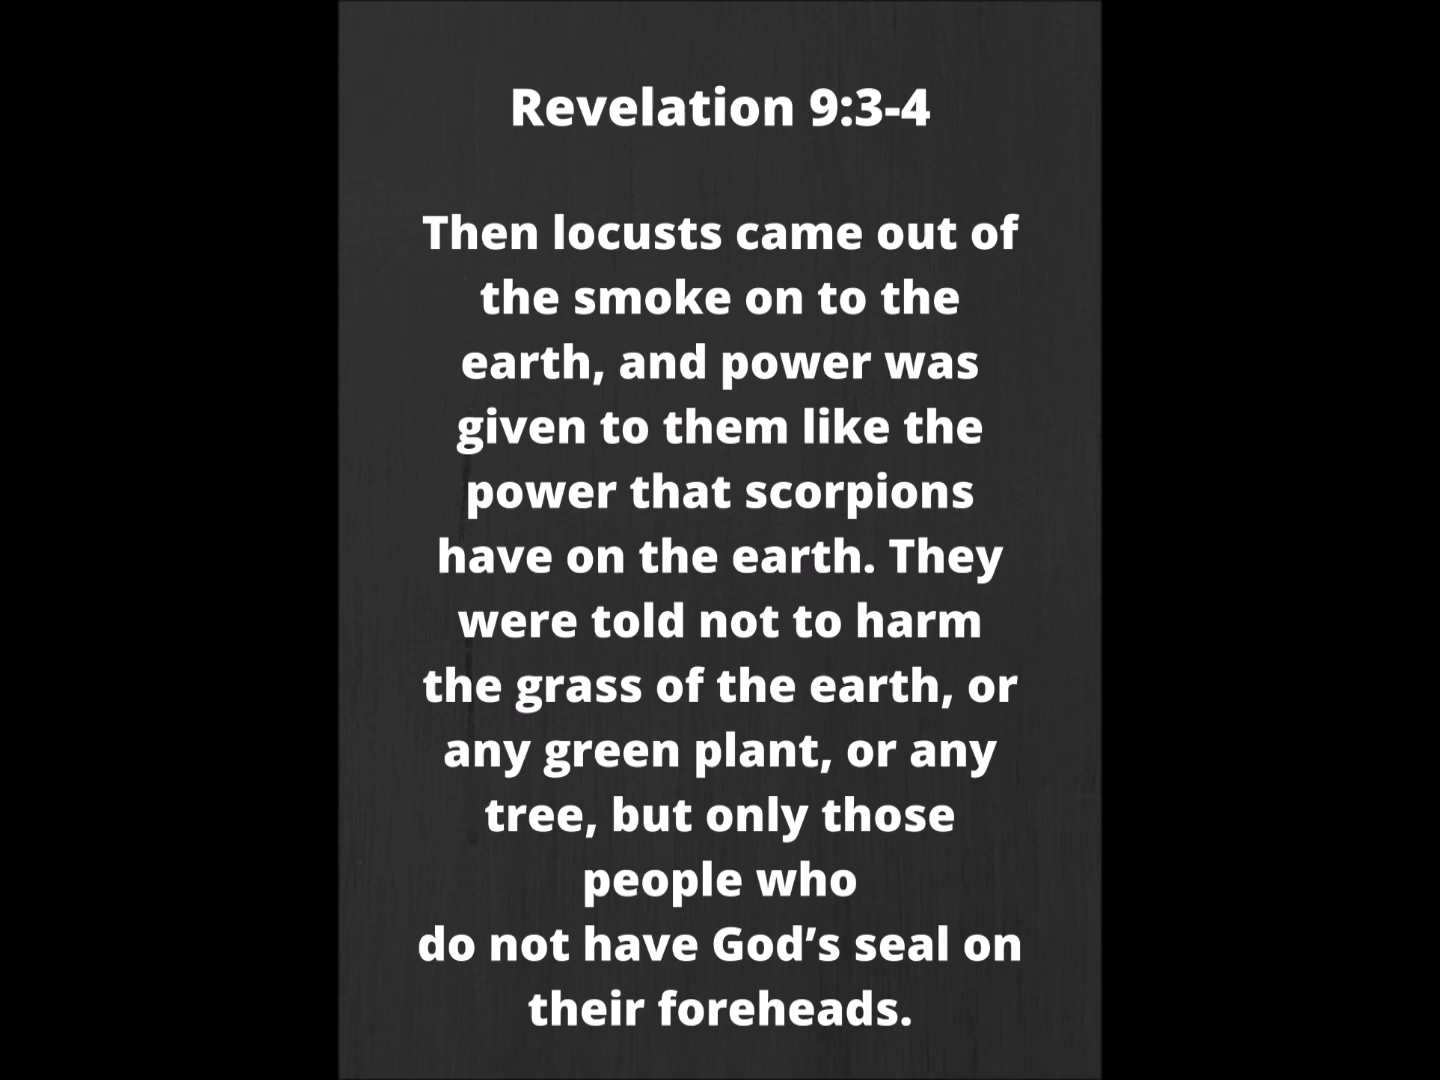 Revelation 9:3-4
Then locusts came out of
the smoke on to the
earth, and power was
given to them like the
power that scorpions
have on the earth. They
were told not to harm
the grass of the earth, or
any green plant, or any
tree, but only those
people who
do not have God’s seal on
their foreheads.